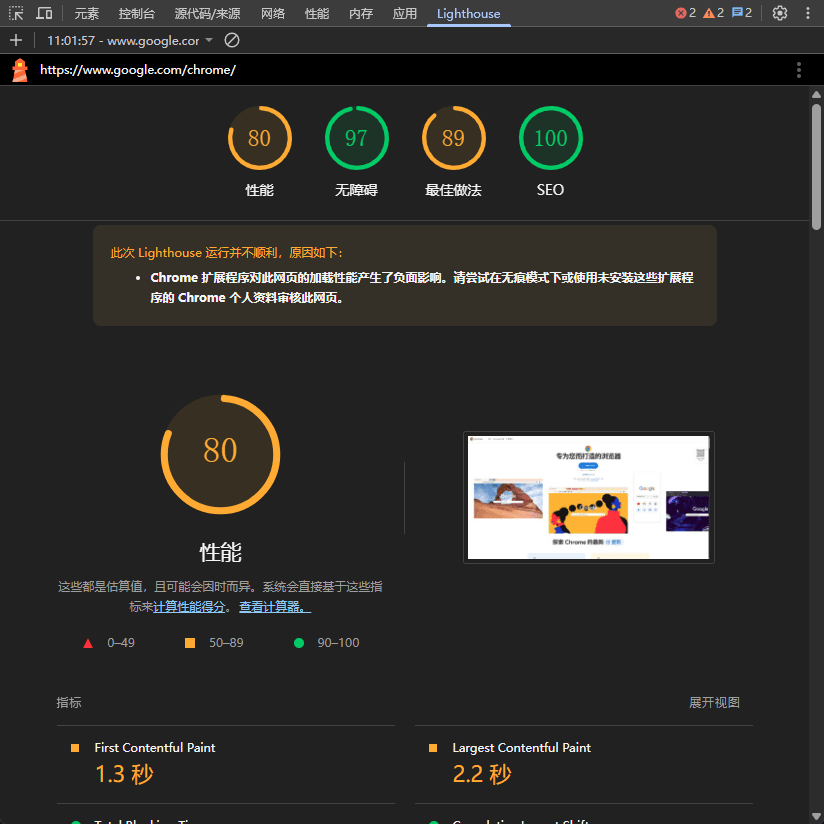 元素 控制台 源代码/来源 网络 性能 内存 应用 Lighthouse 2 2 2
11:01:57 - www.google.cor
https://www.google.com/chrome/
80 97 89 100
性能 无障碍 最佳做法 SEO
此次 Lighthouse 运行并不顺利，原因如下：
Chrome 扩展程序对此网页的加载性能产生了负面影响。请尝试在无痕模式下或使用未安装这些扩展程
序的 Chrome 个人资料审核此网页。
80
专为您而打造的浏览器
Google
探索 Chrome 的最新
性能
这些都是估算值，且可能会因时而异。系统会直接基于这些指
标来计算性能得分。查看计算器。
0–49 50–89 90–100
指标 展开视图
First Contentful Paint
1.3 秒
Largest Contentful Paint
2.2 秒